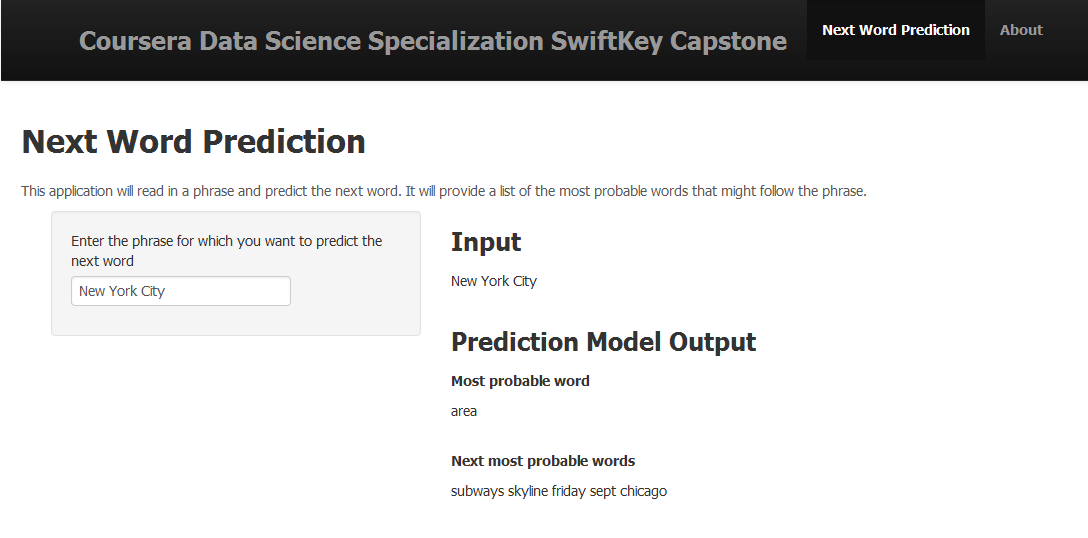 Coursera Data Science Specialization SwiftKey Capstone
Next Word Prediction
About
Next Word Prediction
This application will read in a phrase and predict the next word. It will provide a list of the most probable words that might follow the phrase.
Enter the phrase for which you want to predict the
next word
New York City
Input
New York City
Prediction Model Output
Most probable word
area
Next most probable words
subways skyline friday sept chicago